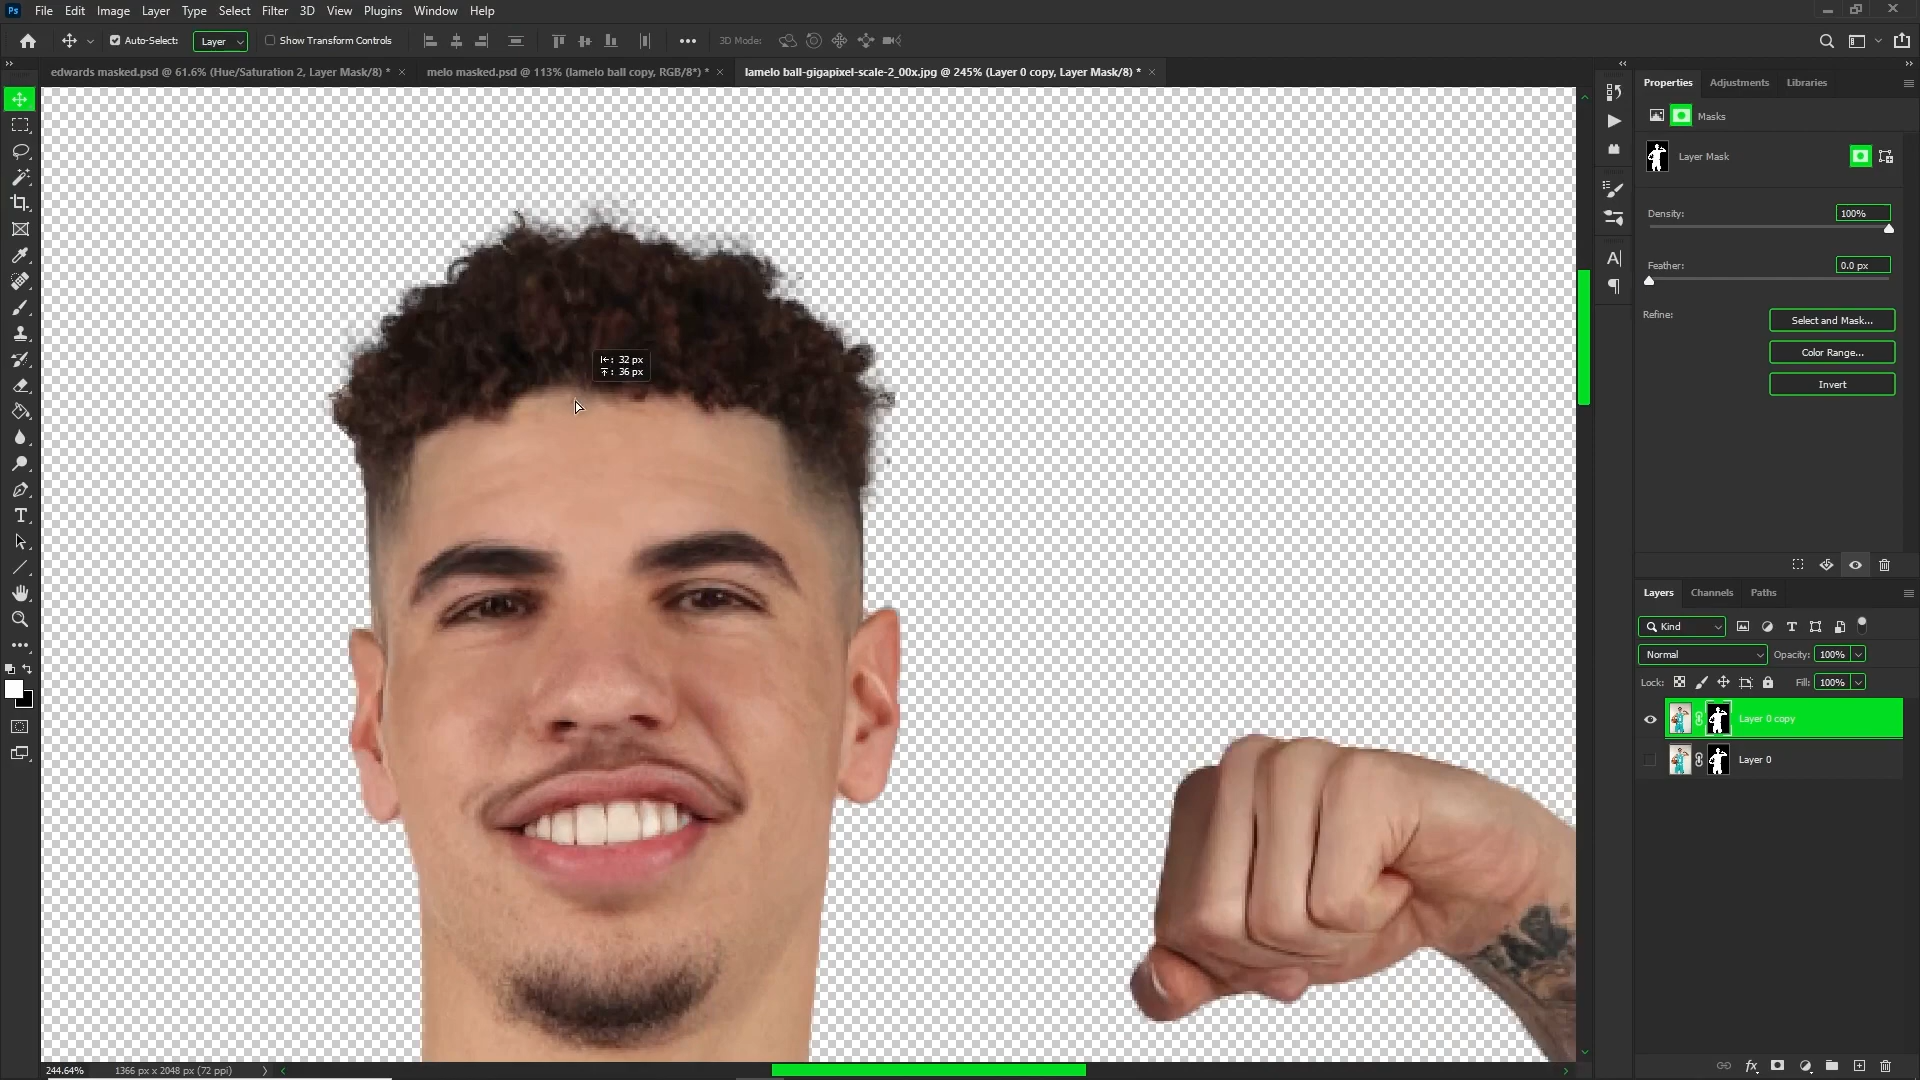 Ps File Edit Image Layer Type Select Filter 3D View Plugins Window Help
Auto-Select: Layer Show Transform Controls 3D Mode:
edwards masked.psd @ 61.6% (Hue/Saturation 2, Layer Mask/8) * melo masked.psd @ 113% (lamelo ball copy, RGB/8*) * lamelo ball-gigapixel-scale-2_00x.jpg @ 245% (Layer 0 copy, Layer Mask/8) *
Properties Adjustments Libraries
Masks
Layer Mask
Density: 100%
Feather: 0.0 px
Refine: Select and Mask...
Color Range...
Invert
32 px
36 px
Layers Channels Paths
Kind
Normal Opacity: 100%
Lock: Fill: 100%
Layer 0 copy
Layer 0
244.64% 1366 px x 2048 px (72 ppi)